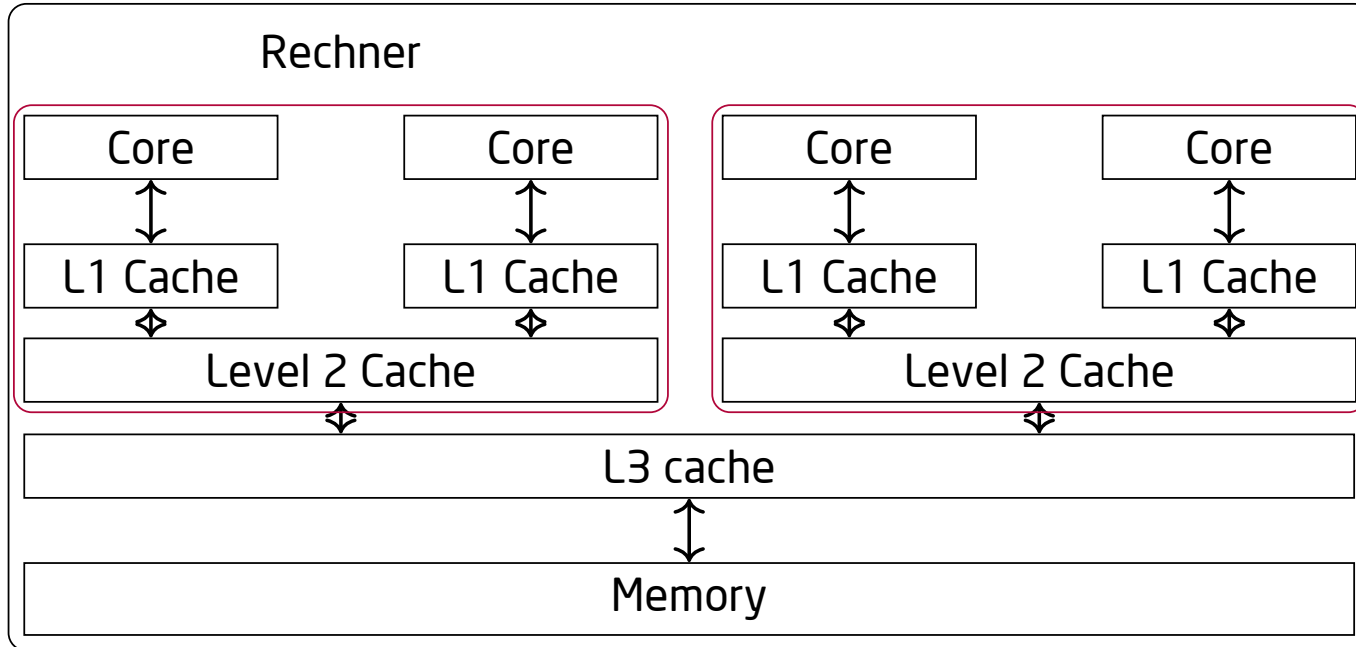 Rechner
Core Core Core Core
L1 Cache L1 Cache L1 Cache L1 Cache
Level 2 Cache Level 2 Cache
L3 cache
Memory